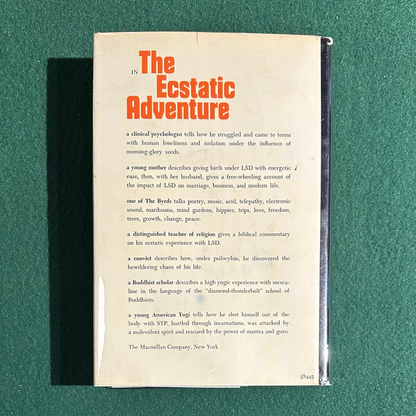 IN The
Ecstatic
Adventure
a clinical psychologist tells how he struggled and came to terms
with human loneliness and isolation under the influence of
morning-glory seeds.
a young mother describes giving birth under LSD with energetic
ease, then, with her husband, gives a free-wheeling account of
the impact of LSD on marriage, business, and modern life.
one of The Byrds talks poetry, music, acid, telepathy, electronic
sound, marihuana, mind gardens, hippies, trips, love, freedom,
trees, growth, change, peace.
a distinguished teacher of religion gives a biblical commentary
on his ecstatic experience with LSD.
a convict describes how, under psilocybin, he discovered the
bewildering chaos of his life.
a Buddhist scholar describes a high yogic experience with mesca-
line in the language of the "diamond-thunderbolt" school of
Buddhism.
a young American Yogi tells how he shot himself out of the
body with STP, hurtled through incarnations, was attacked by
a malevolent spirit and rescued by the power of mantra and guru.
The Macmillan Company, New York
58445